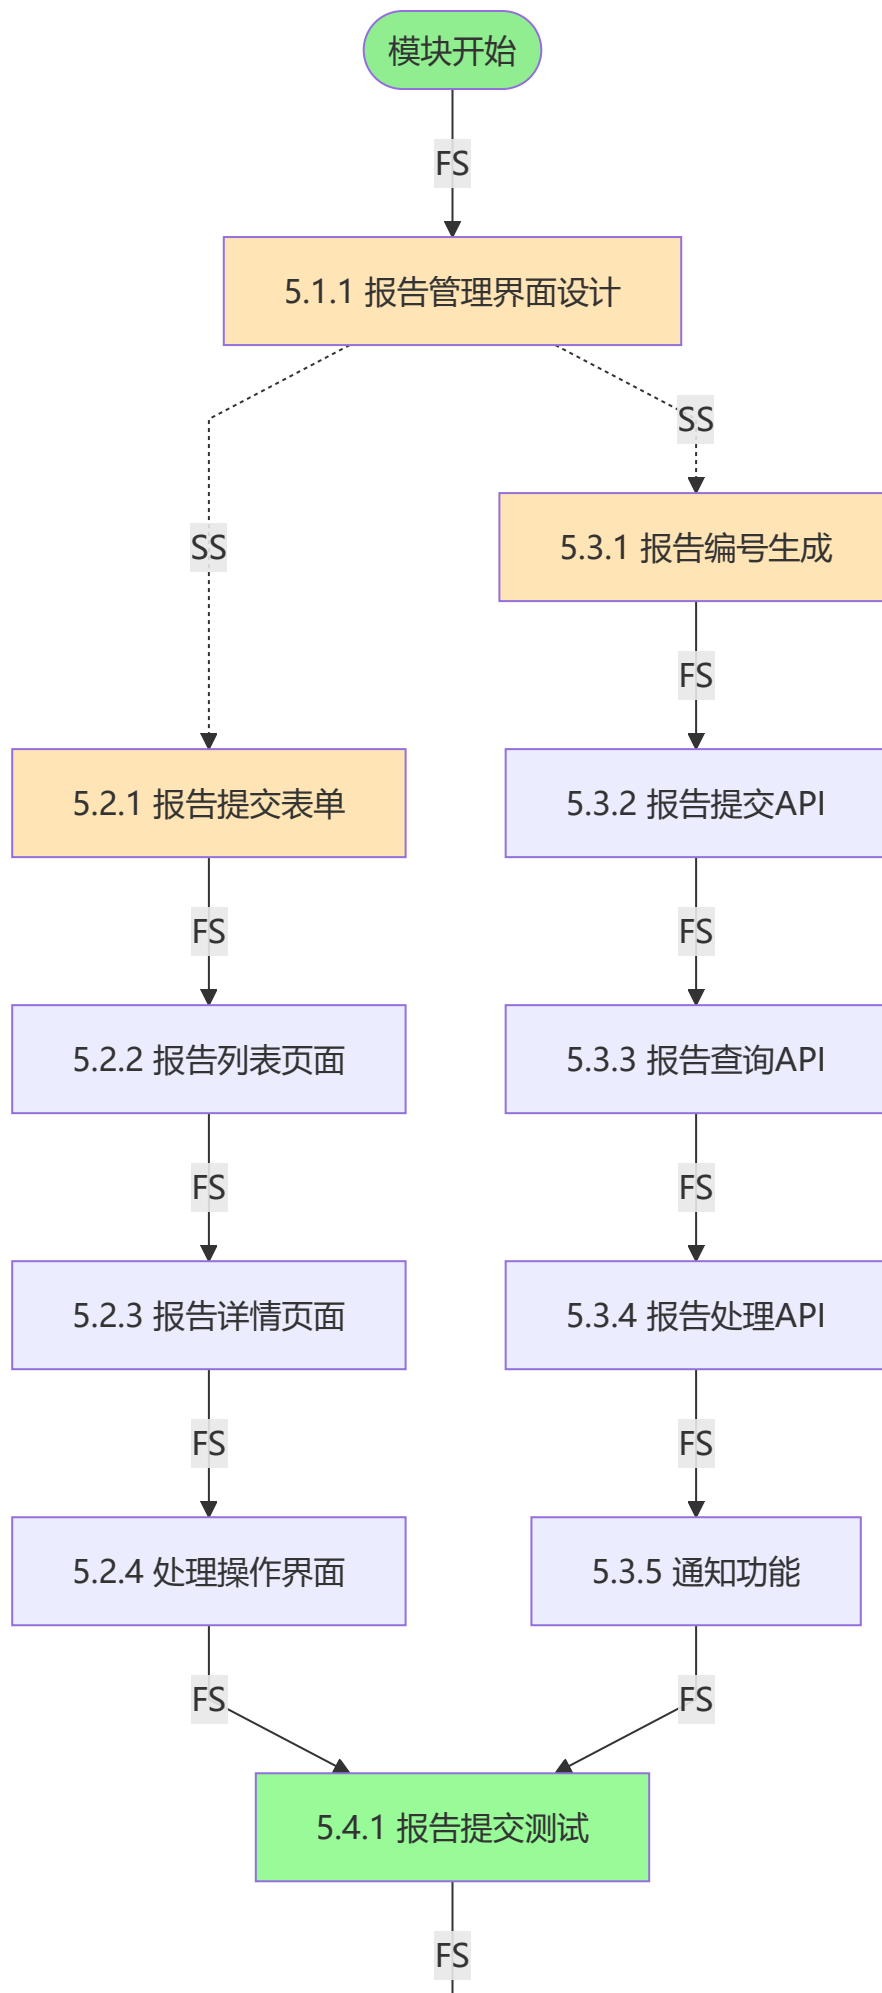 模块开始
FS
5.1.1 报告管理界面设计
SS
5.3.1 报告编号生成
SS
FS
5.2.1 报告提交表单
5.3.2 报告提交API
FS
FS
5.2.2 报告列表页面
5.3.3 报告查询API
FS
FS
5.2.3 报告详情页面
5.3.4 报告处理API
FS
FS
5.2.4 处理操作界面
5.3.5 通知功能
FS
FS
5.4.1 报告提交测试
FS